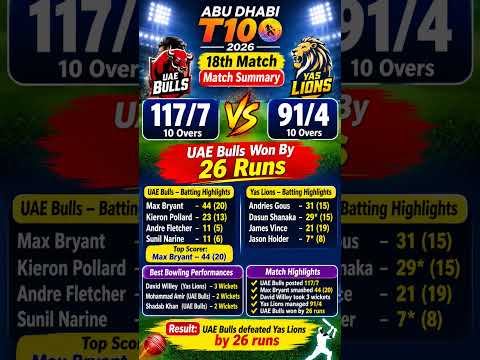 ABU DHABI
T10
2026
18th Match
Match Summary
UAE
BULLS
YAS
LIONS
117/7
10 Overs
VS
91/4
10 Overs
UAE Bulls Won By
26 Runs
UAE Bulls – Batting Highlights
Max Bryant – 44 (20)
Kieron Pollard – 23 (13)
Andre Fletcher – 11 (5)
Sunil Narine – 11 (6)
Top Scorer:
Max Bryant – 44 (20)
Yas Lions – Batting Highlights
Andries Gous – 31 (15)
Dasun Shanaka – 29* (15)
James Vince – 21 (19)
Jason Holder – 7* (8)
Best Bowling Performances
David Willey (Yas Lions) – 3 Wickets
Mohammad Amir (UAE Bulls) – 2 Wickets
Shadab Khan (UAE Bulls) – 2 Wickets
Match Highlights
UAE Bulls posted 117/7
Max Bryant smashed 44 (20)
David Willey took 3 wickets
Yas Lions managed 91/4
UAE Bulls won by 26 runs
Result: UAE Bulls defeated Yas Lions
by 26 runs
117/7
10 Overs
91/4
10 Overs
Max Bryant
Kieron Pollard
Andre Fletcher
Sunil Narine
Top
Max Bryant
– 31 (15)
– 29* (15)
– 21 (19)
– 7* (8)